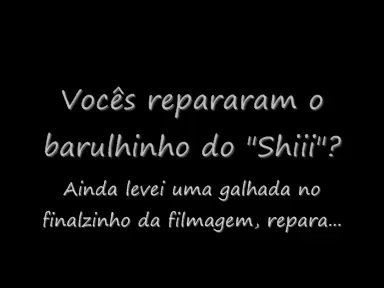 Vocês repararam o
barulhinho do "Shiii"?
Ainda levei uma galhada no
finalzinho da filmagem, repara...